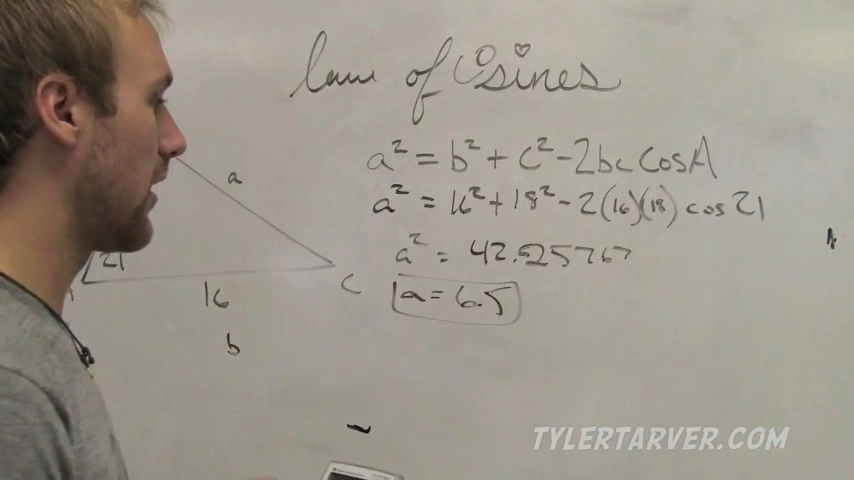 law of Cosines
a² = b² + c² - 2bc cos A
a² = 16² + 18² - 2(16)(18) cos 21
a² = 42.25767
a = 6.5
a
21
16
C
b
TYLERTARVER.COM